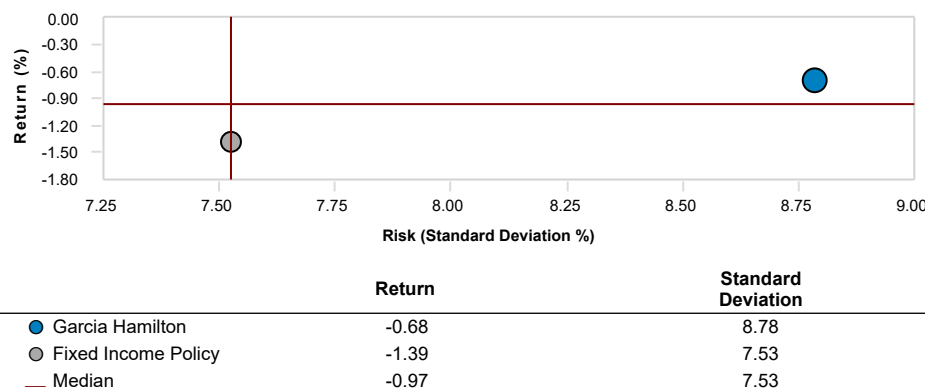 0.00
-0.30
-0.60
-0.90
-1.20
-1.50
-1.80
Return (%)
7.25 7.50 7.75 8.00 8.25 8.50 8.75 9.00
Risk (Standard Deviation %)
Return Standard
Deviation
Garcia Hamilton -0.68 8.78
Fixed Income Policy -1.39 7.53
Median -0.97 7.53